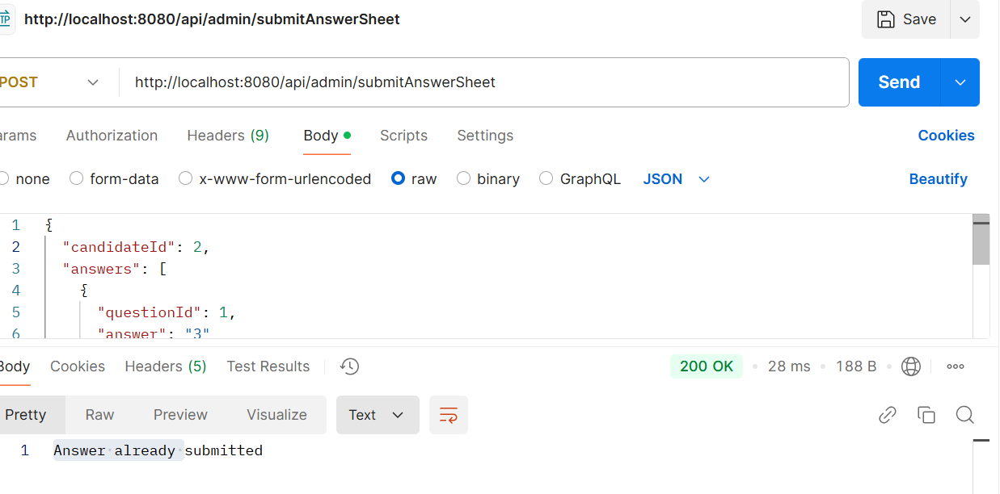 http://localhost:8080/api/admin/submitAnswerSheet
Save
POST
http://localhost:8080/api/admin/submitAnswerSheet
Send
arams Authorization Headers (9) Body Scripts Settings Cookies
none form-data x-www-form-urlencoded raw binary GraphQL JSON Beautify
1 {
2 "candidateId": 2,
3 "answers": [
4 {
5 "questionId": 1,
6 "answer": "3"
Body Cookies Headers (5) Test Results 200 OK 28 ms 188 B
Pretty Raw Preview Visualize Text
1 Answer already submitted